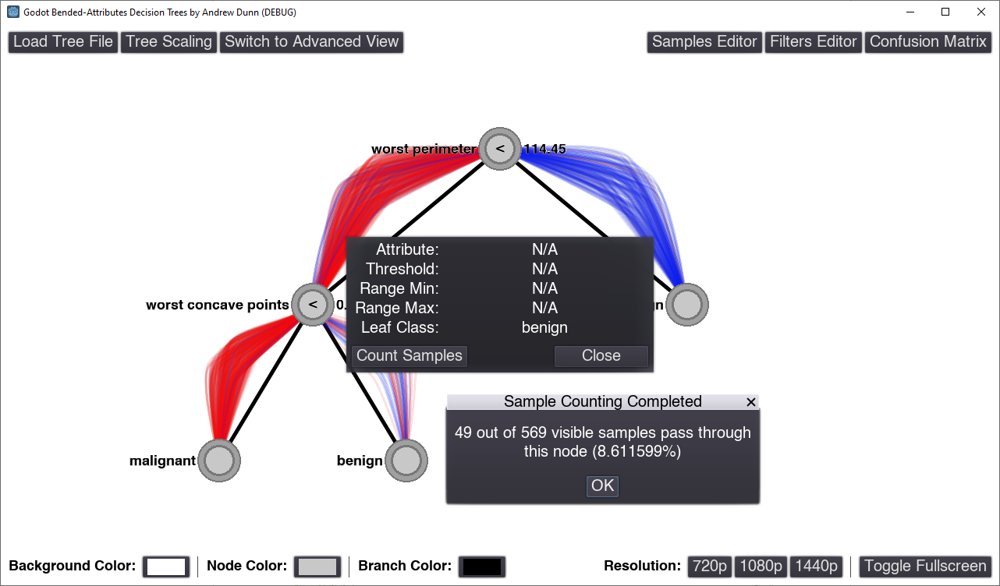 Godot Bended-Attributes Decision Trees by Andrew Dunn (DEBUG)
Load Tree File Tree Scaling Switch to Advanced View Samples Editor Filters Editor Confusion Matrix
worst perimeter < 114.45
Attribute: N/A
Threshold: N/A
Range Min: N/A
worst concave points < 0.
Range Max: N/A
Leaf Class: benign
Count Samples Close
Sample Counting Completed
49 out of 569 visible samples pass through
this node (8.611599%)
malignant benign
OK
Background Color: Node Color: Branch Color: Resolution: 720p 1080p 1440p Toggle Fullscreen